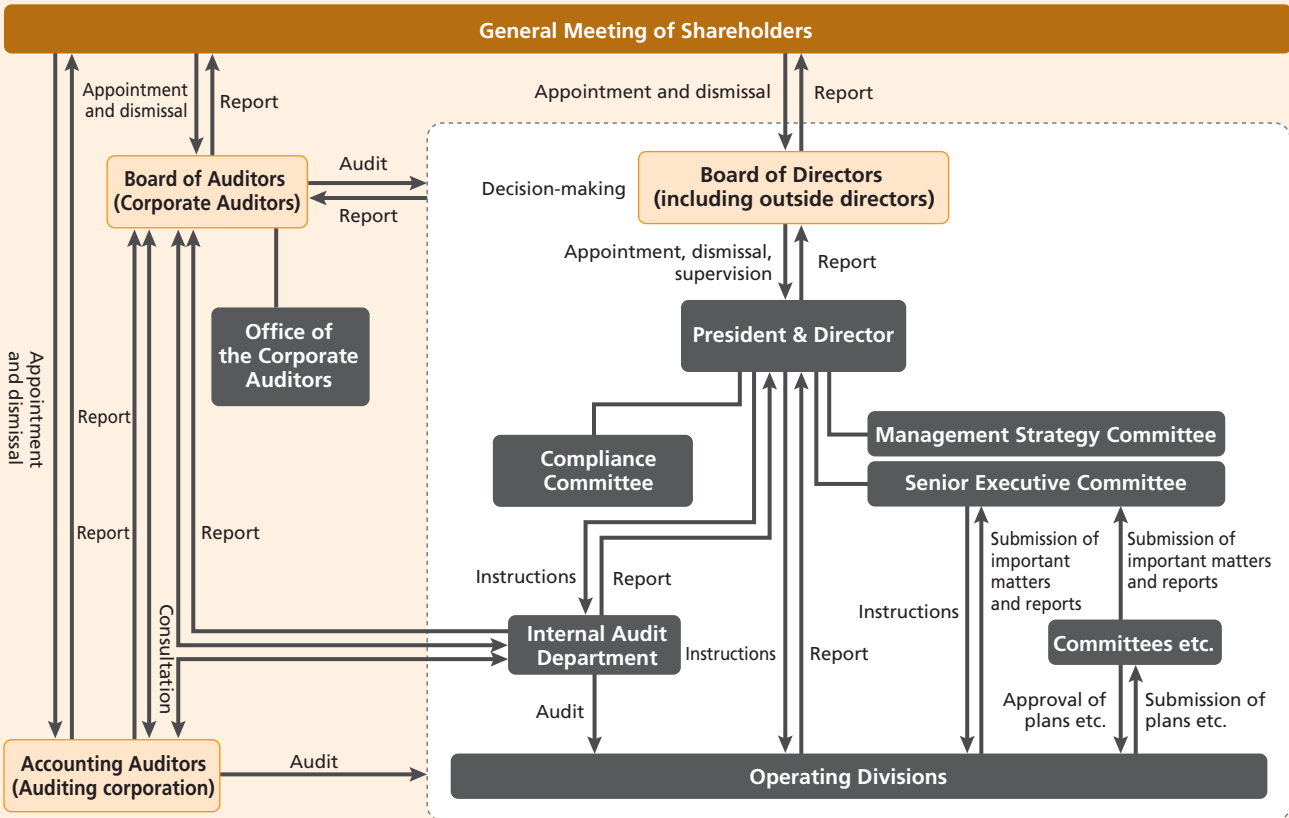 General Meeting of Shareholders
Appointment
and dismissal
Report
Appointment and dismissal
Report
Board of Auditors
(Corporate Auditors)
Audit
Report
Decision-making
Board of Directors
(including outside directors)
Appointment, dismissal,
supervision
Report
Office of
the Corporate
Auditors
President & Director
Appointment
and dismissal
Report
Management Strategy Committee
Compliance
Committee
Senior Executive Committee
Report
Report
Instructions
Report
Submission of
important
matters
and reports
Submission of
important matters
and reports
Instructions
Consultation
Internal Audit
Department
Instructions
Report
Committees etc.
Audit
Approval of
plans etc.
Submission of
plans etc.
Accounting Auditors
(Auditing corporation)
Audit
Operating Divisions